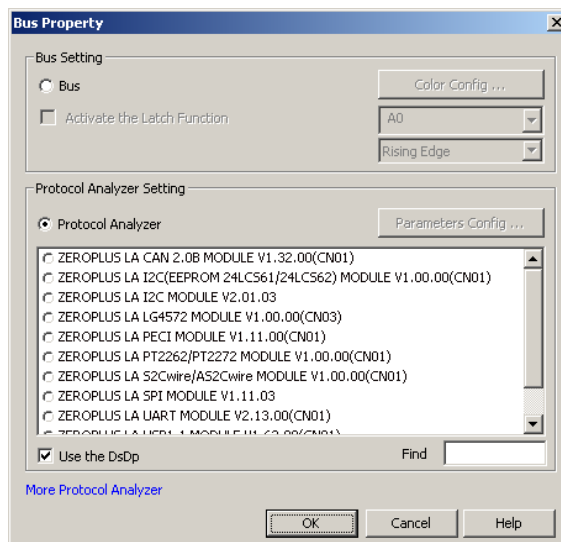 Bus Property
Bus Setting
Bus
Color Config ...
Activate the Latch Function
A0
Rising Edge
Protocol Analyzer Setting
Protocol Analyzer
Parameters Config ...
ZEROPLUS LA CAN 2.0B MODULE V1.32.00(CN01)
ZEROPLUS LA I2C(EEPROM 24LCS61/24LCS62) MODULE V1.00.00(CN01)
ZEROPLUS LA I2C MODULE V2.01.03
ZEROPLUS LA LG4572 MODULE V1.00.00(CN03)
ZEROPLUS LA PECI MODULE V1.11.00(CN01)
ZEROPLUS LA PT2262/PT2272 MODULE V1.00.00(CN01)
ZEROPLUS LA S2Cwire/AS2Cwire MODULE V1.00.00(CN01)
ZEROPLUS LA SPI MODULE V1.11.03
ZEROPLUS LA UART MODULE V2.13.00(CN01)
ZEROPLUS LA USB1.1 MODULE
Use the DsDp
Find
More Protocol Analyzer
OK
Cancel
Help